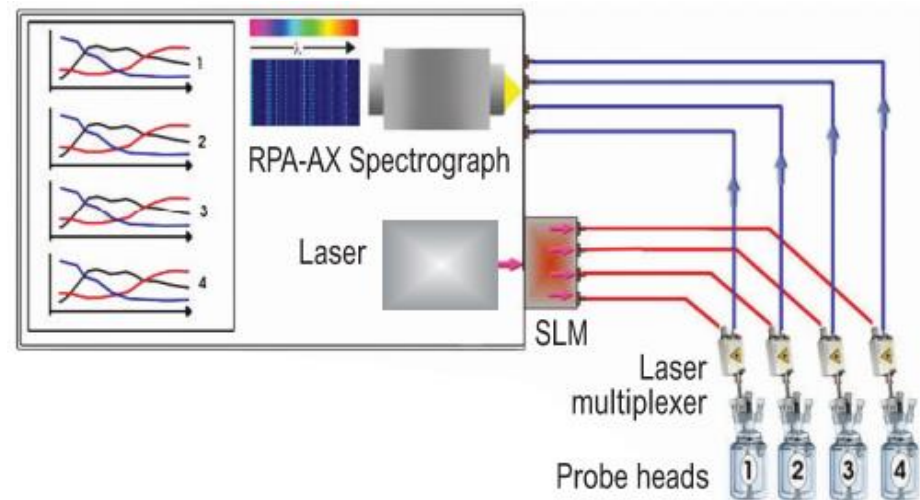 1
2
3
4
λ
RPA-AX Spectrograph
Laser
SLM
Laser
multiplexer
Probe heads
1
2
3
4